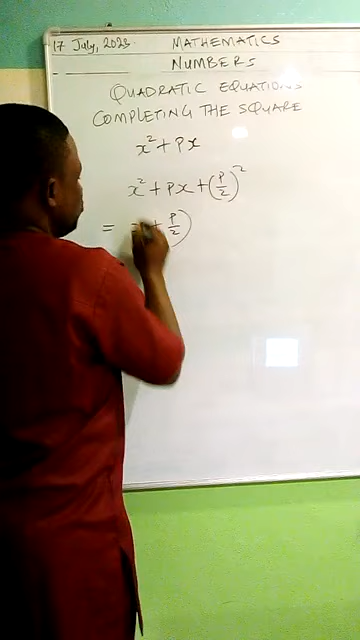 17 July, 2023 MATHEMATICS
NUMBERS
QUADRATIC EQUATIONS
COMPLETING THE SQUARE
x² + Px
x² + Px + (P/2)²
= + P/2)